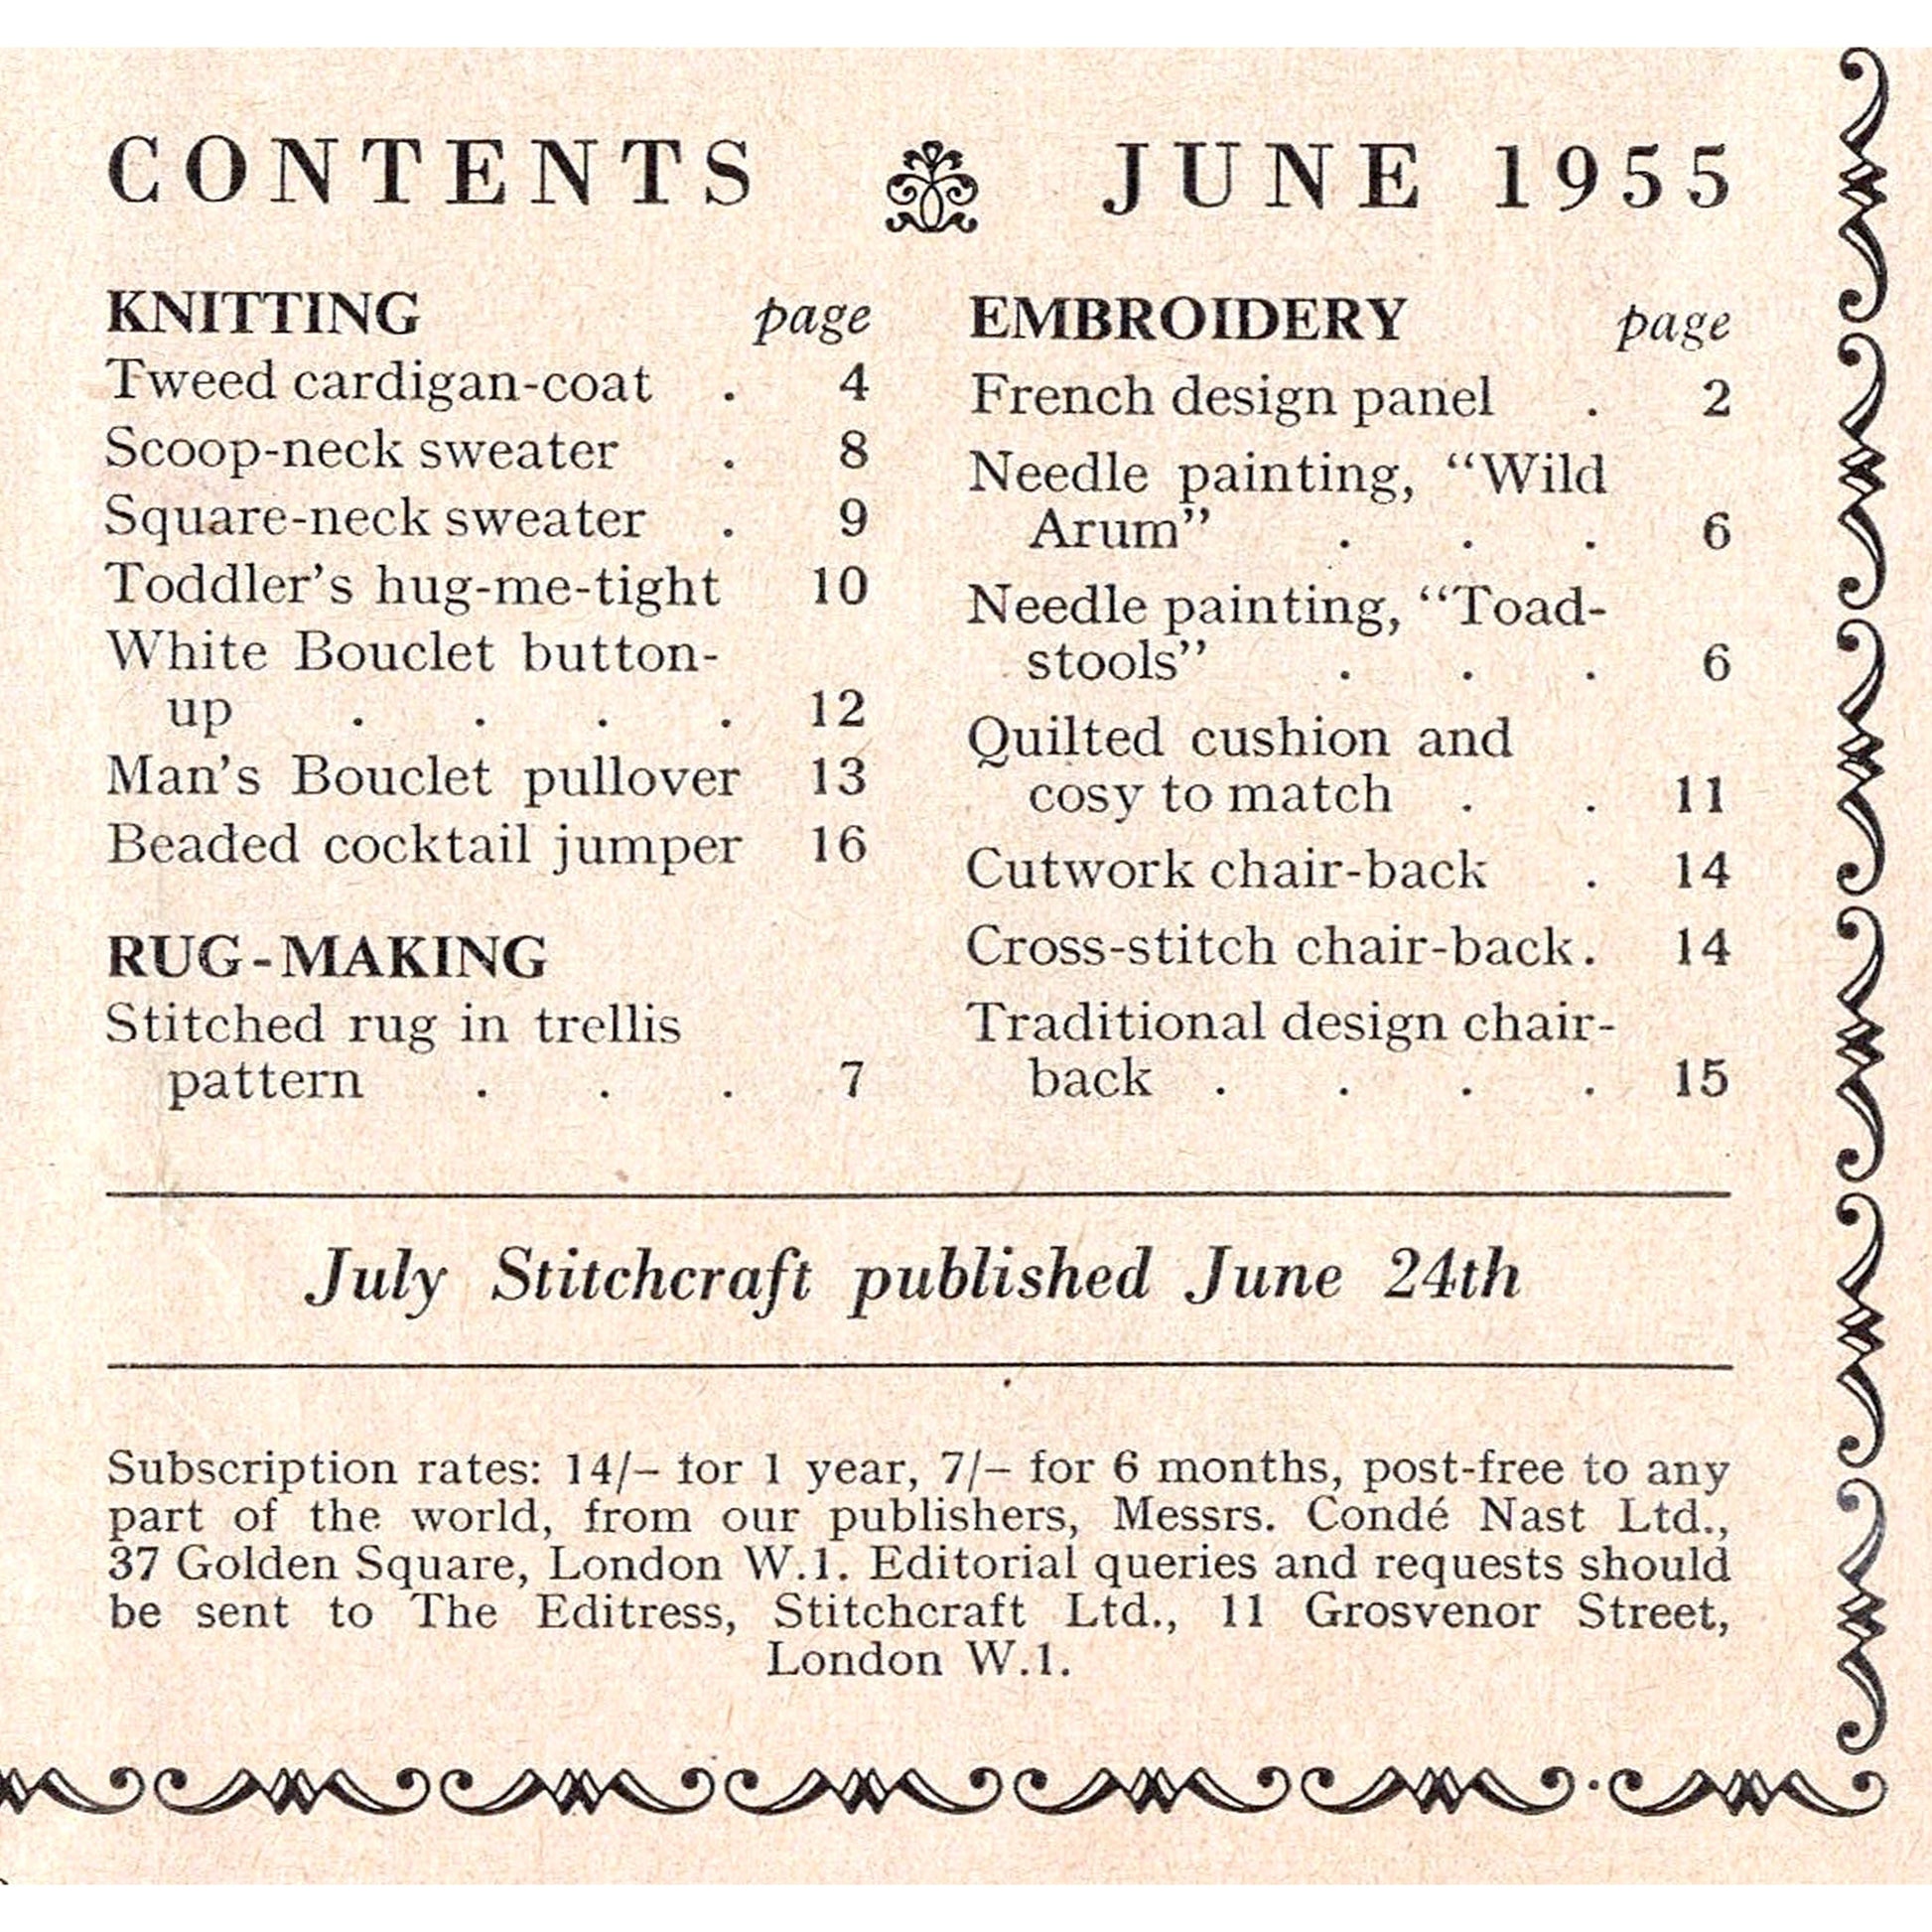 CONTENTS JUNE 1955
KNITTING page
Tweed cardigan-coat . 4
Scoop-neck sweater . 8
Square-neck sweater . 9
Toddler's hug-me-tight 10
White Bouclet button-
up . . . . 12
Man's Bouclet pullover 13
Beaded cocktail jumper 16
RUG-MAKING
Stitched rug in trellis
pattern . . . 7
EMBROIDERY page
French design panel . 2
Needle painting, “Wild
Arum” . . . 6
Needle painting, “Toad-
stools” . . . 6
Quilted cushion and
cosy to match . . 11
Cutwork chair-back . 14
Cross-stitch chair-back. 14
Traditional design chair-
back . . . . 15
July Stitchcraft published June 24th
Subscription rates: 14/– for 1 year, 7/– for 6 months, post-free to any
part of the world, from our publishers, Messrs. Condé Nast Ltd.,
37 Golden Square, London W.1. Editorial queries and requests should
be sent to The Editress, Stitchcraft Ltd., 11 Grosvenor Street,
London W.1.